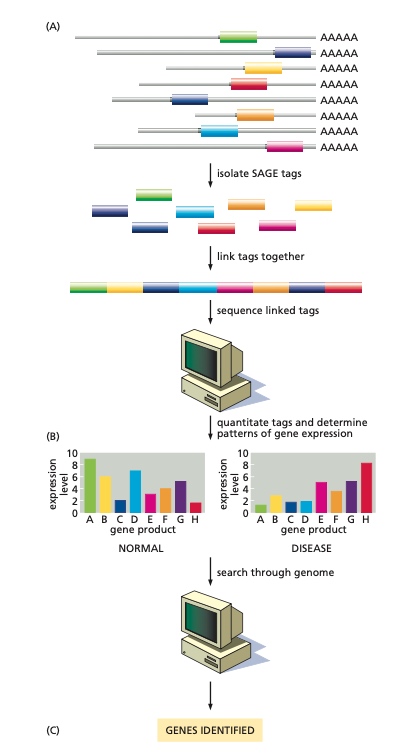 (A)
AAAAA
AAAAA
AAAAA
AAAAA
AAAAA
AAAAA
AAAAA
AAAAA
isolate SAGE tags
link tags together
sequence linked tags
quantitate tags and determine
patterns of gene expression
(B)
expression
level
10
8
6
4
2
0
A B C D E F G H
gene product
NORMAL
expression
level
10
8
6
4
2
0
A B C D E F G H
gene product
DISEASE
search through genome
(C)
GENES IDENTIFIED